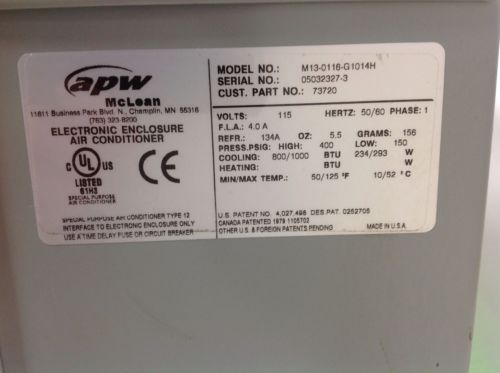 apw
McLean
11611 Business Park Blvd. N., Champlin, MN 55316
(763) 323-8200
ELECTRONIC ENCLOSURE
AIR CONDITIONER
C UL US
LISTED
61H3
SPECIAL PURPOSE
AIR CONDITIONER
CE
SPECIAL PURPOSE AIR CONDITIONER TYPE 12
INTERFACE TO ELECTRONIC ENCLOSURE ONLY
USE A TIME DELAY FUSE OR CIRCUIT BREAKER
MODEL NO.: M13-0116-G1014H
SERIAL NO.: 05032327-3
CUST. PART NO.: 73720
VOLTS: 115 HERTZ: 50/60 PHASE: 1
F.L.A.: 4.0 A
REFR.: 134A OZ: 5.5 GRAMS: 156
PRESS.PSIG: HIGH: 400 LOW: 150
COOLING: 800/1000 BTU 234/293 W
HEATING: BTU W
MIN/MAX TEMP.: 50/125 °F 10/52 °C
U.S. PATENT NO. 4,027,498 DES.PAT. 0252705
CANADA PATENTED 1979 1105702
OTHER U.S. & FOREIGN PATENTS PENDING MADE IN U.S.A.